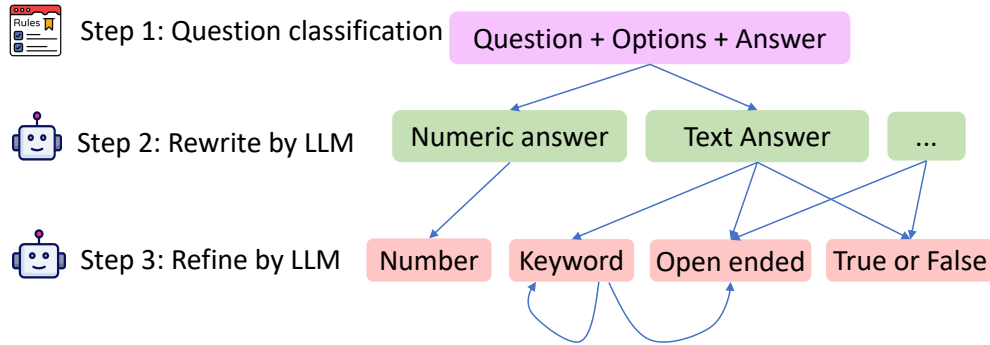 Rules
Step 1: Question classification
Question + Options + Answer
Step 2: Rewrite by LLM
Numeric answer
Text Answer
...
Step 3: Refine by LLM
Number
Keyword
Open ended
True or False